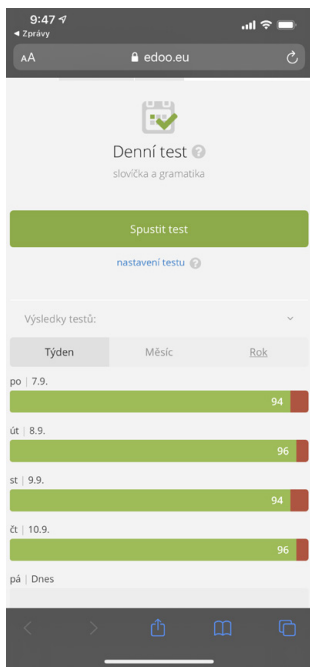 9:47
Zprávy
AA
edoo.eu
Denní test ?
slovíčka a gramatika
Spustit test
nastavení testu ?
Výsledky testů:
Týden Měsíc Rok
po | 7.9.
94
út | 8.9.
96
st | 9.9.
94
čt | 10.9.
96
pá | Dnes